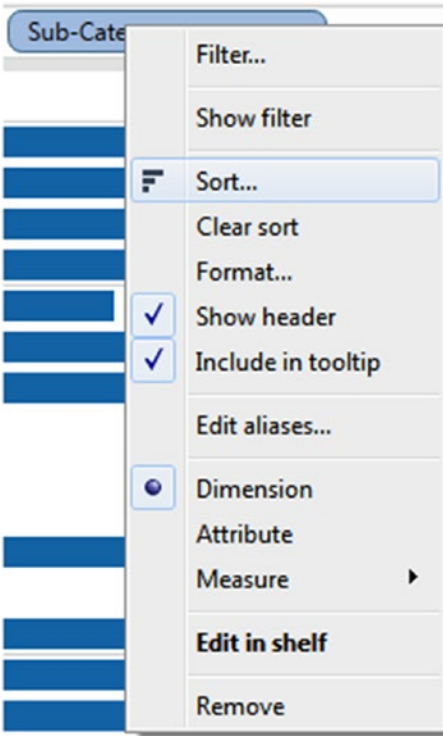 Sub-Cate
Filter...
Show filter
Sort...
Clear sort
Format...
Show header
Include in tooltip
Edit aliases...
Dimension
Attribute
Measure
Edit in shelf
Remove